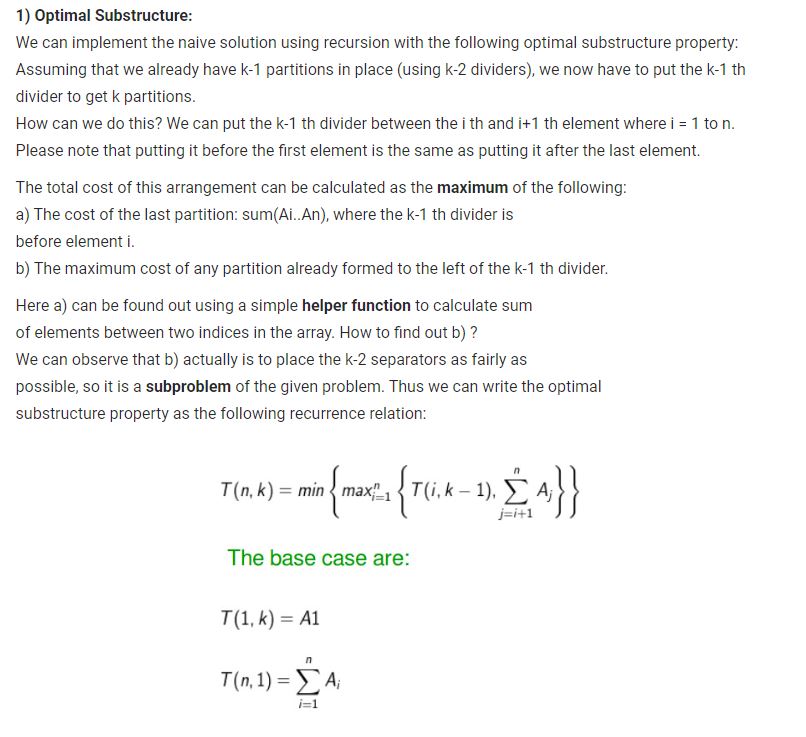 1) Optimal Substructure:
We can implement the naive solution using recursion with the following optimal substructure property:
Assuming that we already have k-1 partitions in place (using k-2 dividers), we now have to put the k-1 th
divider to get k partitions.
How can we do this? We can put the k-1 th divider between the i th and i+1 th element where i = 1 to n.
Please note that putting it before the first element is the same as putting it after the last element.
The total cost of this arrangement can be calculated as the maximum of the following:
a) The cost of the last partition: sum(Ai..An), where the k-1 th divider is
before element i.
b) The maximum cost of any partition already formed to the left of the k-1 th divider.
Here a) can be found out using a simple helper function to calculate sum
of elements between two indices in the array. How to find out b) ?
We can observe that b) actually is to place the k-2 separators as fairly as
possible, so it is a subproblem of the given problem. Thus we can write the optimal
substructure property as the following recurrence relation:
T(n, k) = min { max_{i=1}^{n} { T(i, k − 1), ∑_{j=i+1}^{n} A_j } }
The base case are:
T(1, k) = A1
T(n, 1) = ∑_{i=1}^{n} A_i